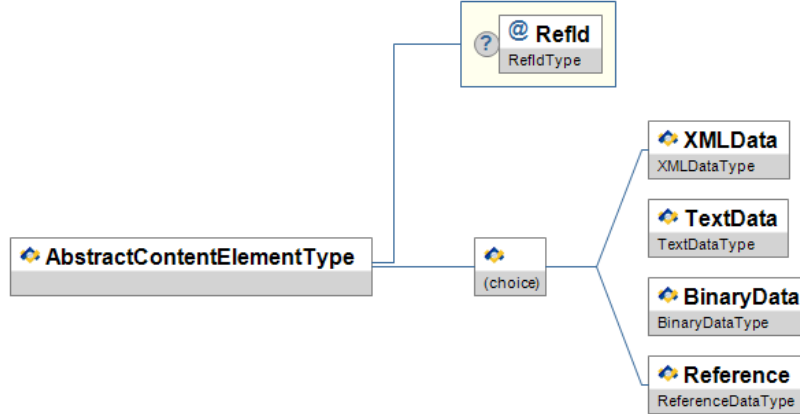 @ RefId
?
RefIdType
XMLData
XMLDataType
TextData
TextDataType
AbstractContentElementType
(choice)
BinaryData
BinaryDataType
Reference
ReferenceDataType